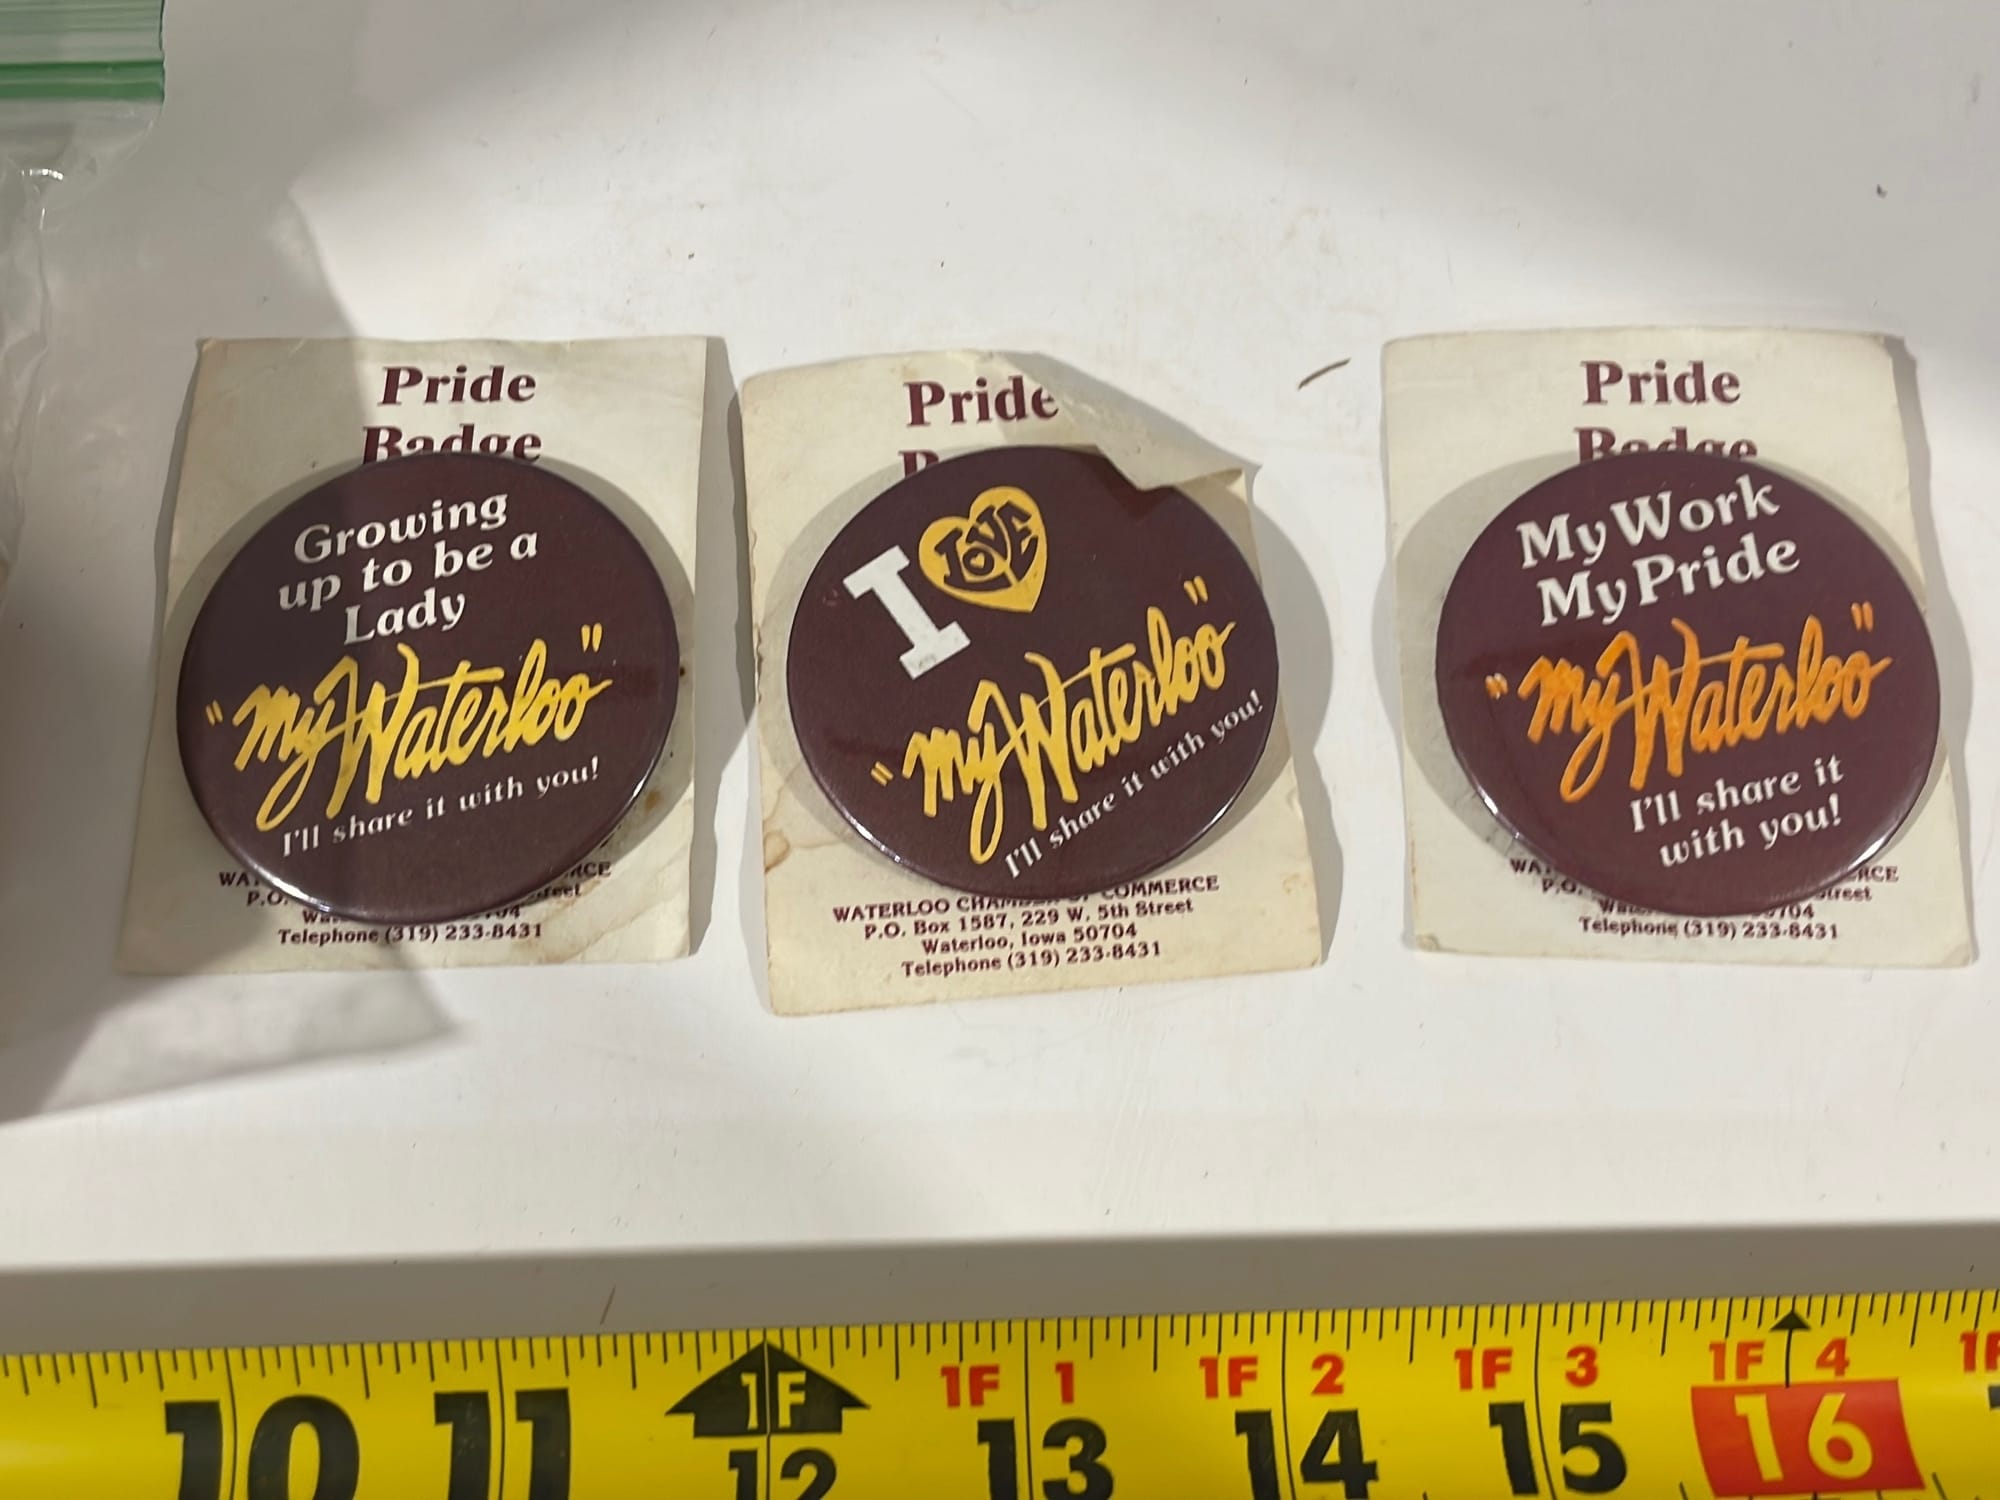 Pride
Badge
Growing
up to be a
Lady
"My Waterloo"
I'll share it with you!
Telephone (319) 233-8431
Pride
I LOVE
"My Waterloo"
I'll share it with you!
WATERLOO CHAMBER OF COMMERCE
P.O. Box 1587, 229 W. 5th Street
Waterloo, Iowa 50704
Telephone (319) 233-8431
Pride
Badge
My Work
My Pride
"My Waterloo"
I'll share it
with you!
Telephone (319) 233-8431
1F 1F 1 1F 2 1F 3 1F 4
10 11 12 13 14 15 16